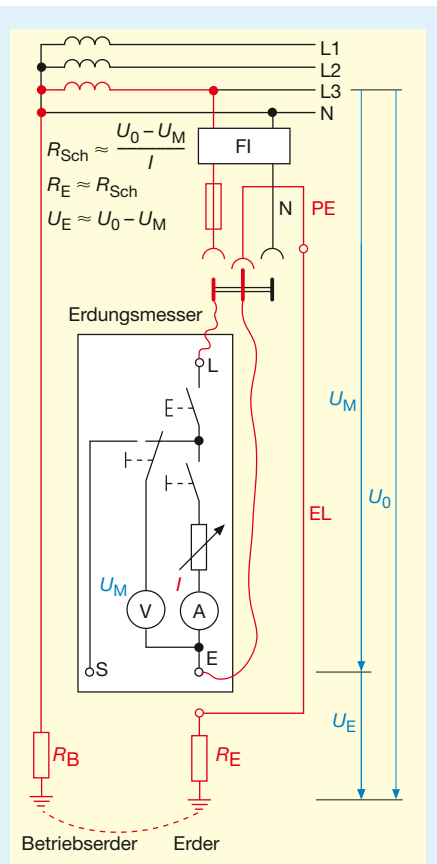 L1
L2
L3
N
R_Sch ≈ (U_0 – U_M) / I
R_E ≈ R_Sch
U_E ≈ U_0 – U_M
FI
N
PE
Erdungsmesser
L
U_M
U_0
EL
U_M
I
V
A
S
E
U_E
R_B
R_E
Betriebserder
Erder